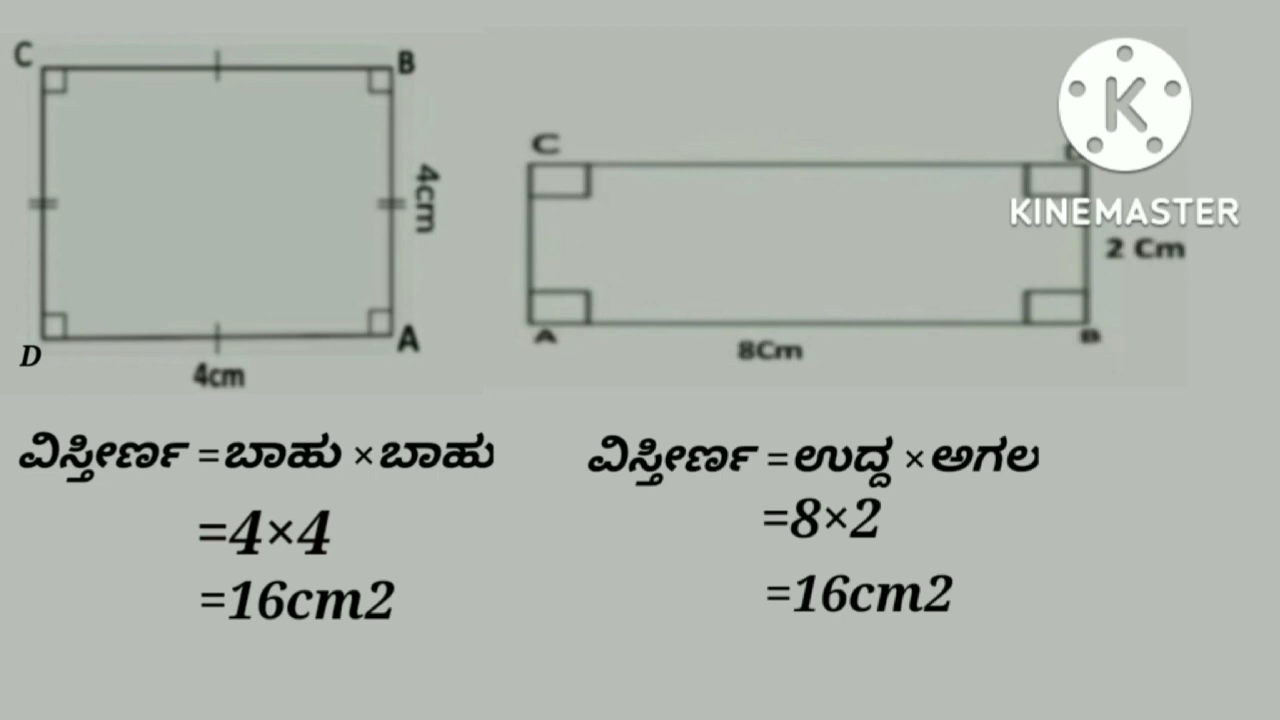 C
B
4cm
D
A
4cm
ವಿಸ್ತೀರ್ಣ =ಬಾಹು ×ಬಾಹು
=4×4
=16cm2
C
KINEMASTER
2 Cm
A
B
8Cm
ವಿಸ್ತೀರ್ಣ =ಉದ್ದ ×ಅಗಲ
=8×2
=16cm2